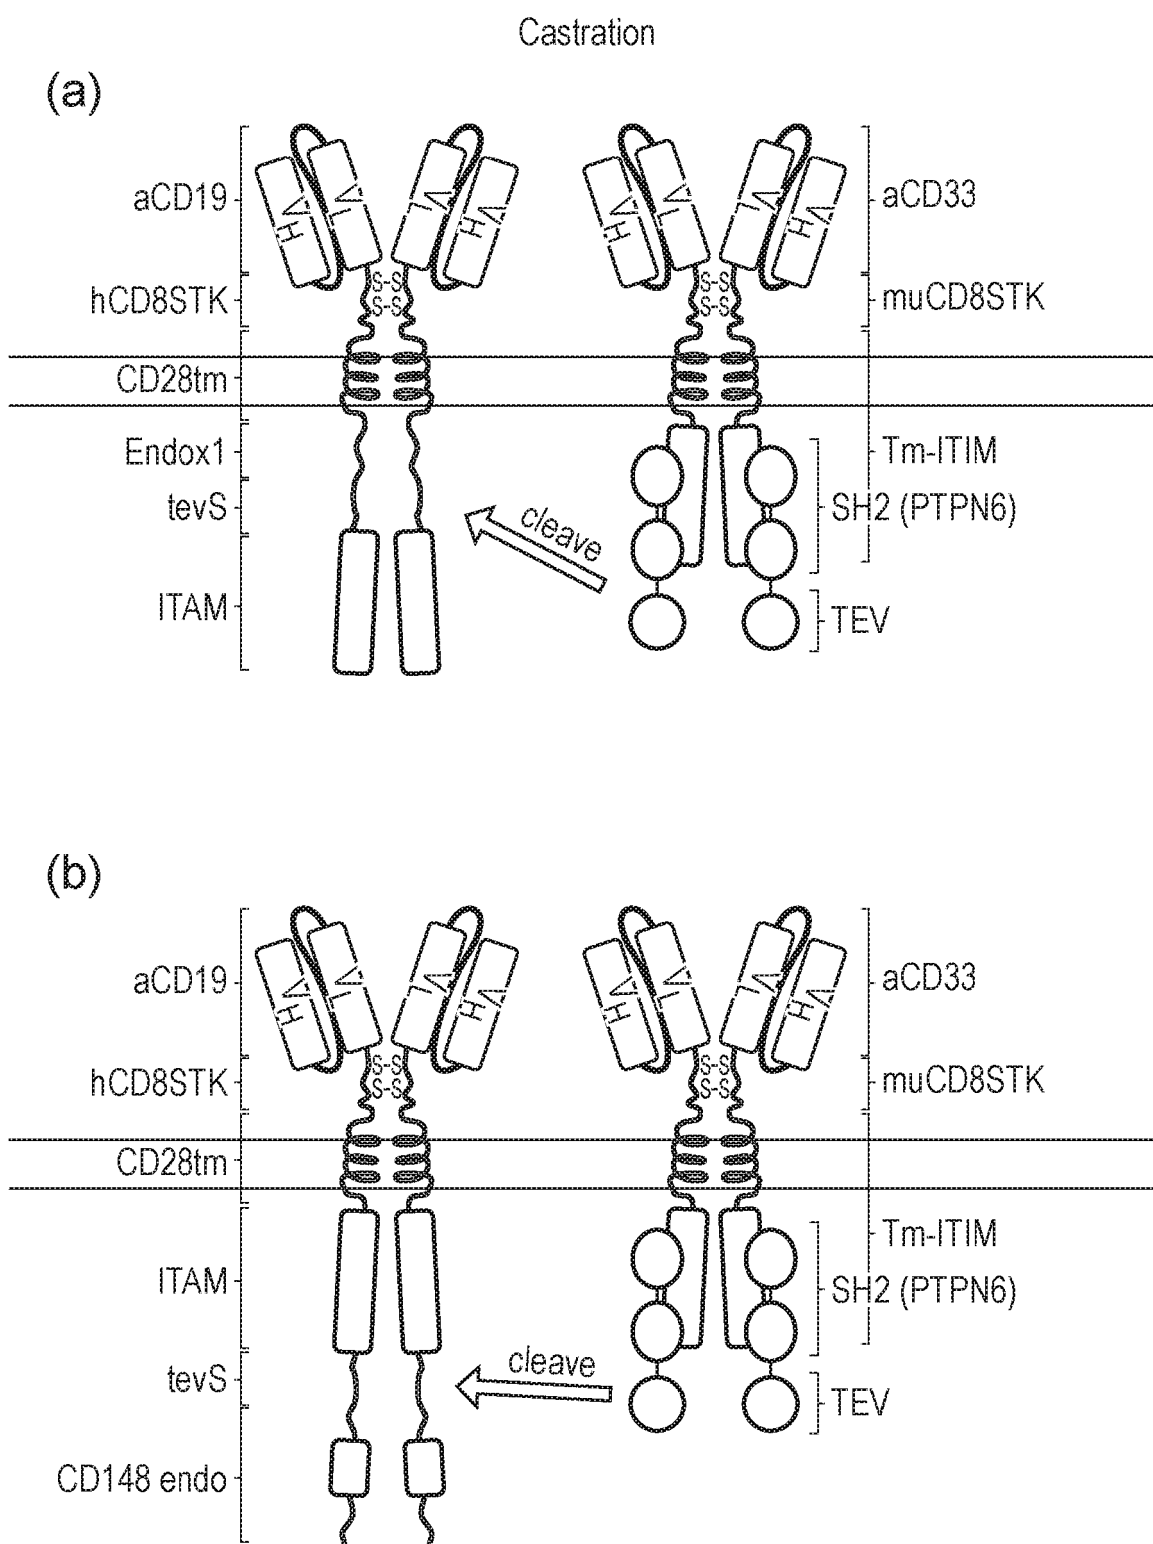 Castration
(a)
VH VL VL VH VH VL VL VH
aCD19 aCD33
S-S S-S
hCD8STK S-S S-S muCD8STK
CD28tm
Endox1 Tm-ITIM
tevS cleave SH2 (PTPN6)
ITAM TEV
(b)
VH VL VL VH VH VL VL VH
aCD19 aCD33
S-S S-S
hCD8STK S-S S-S muCD8STK
CD28tm
Tm-ITIM
ITAM SH2 (PTPN6)
tevS cleave TEV
CD148 endo